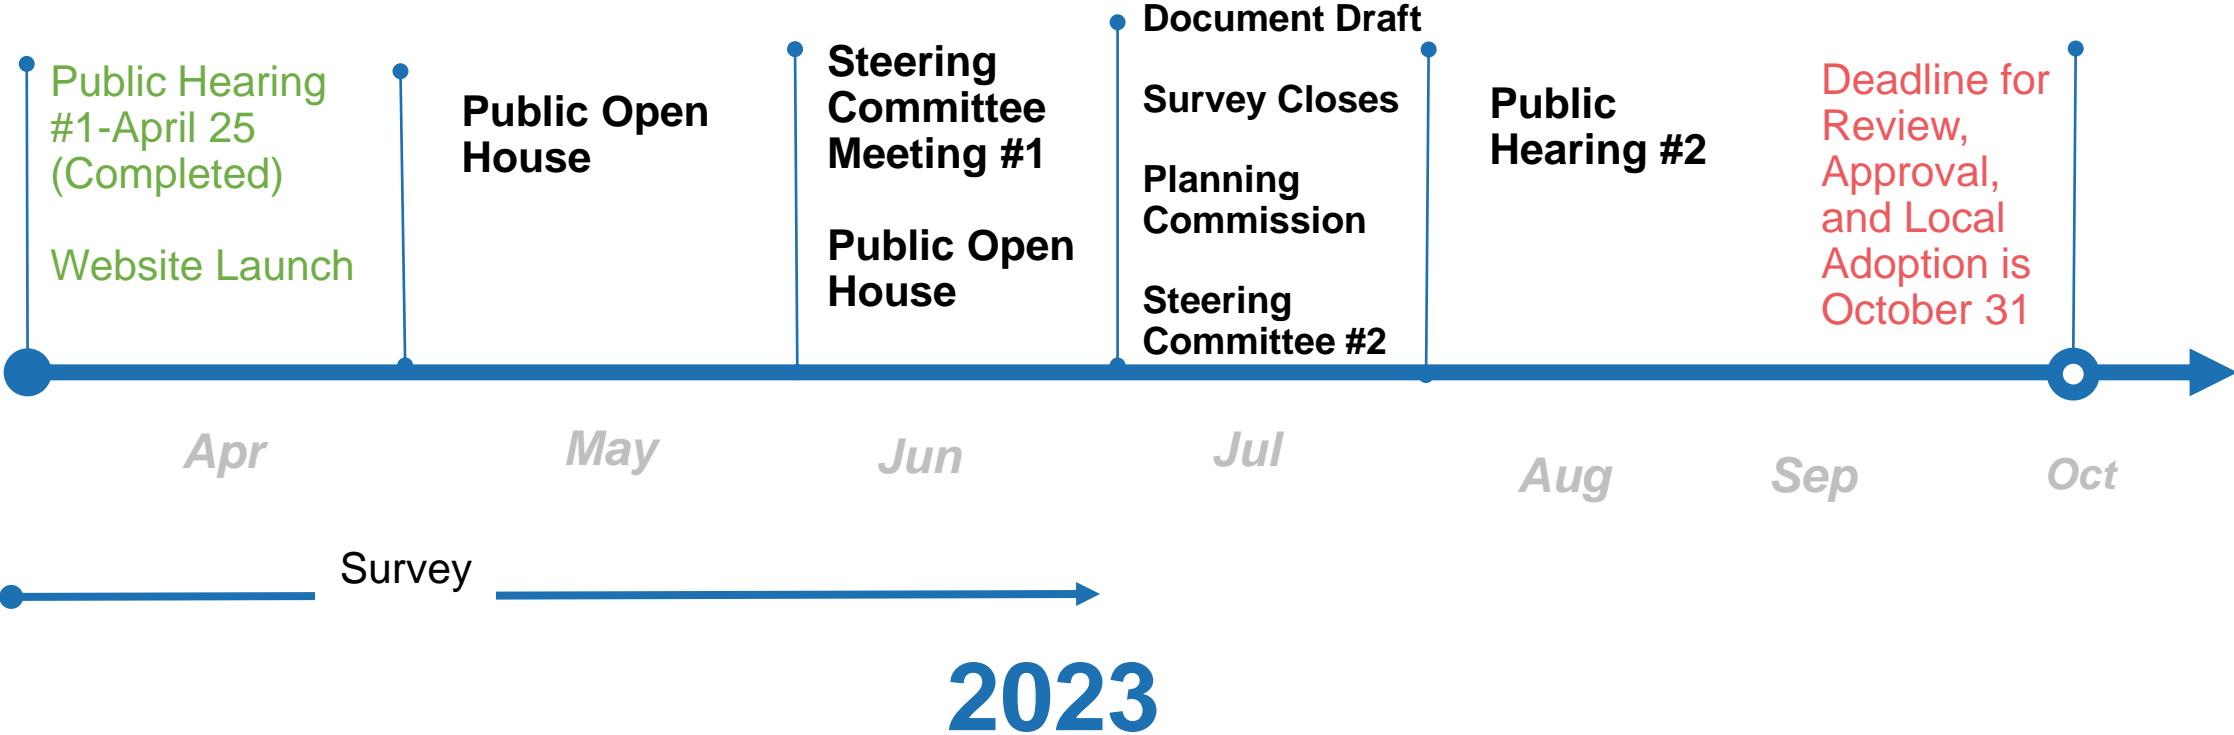 Public Hearing
#1-April 25
(Completed)
Website Launch
Public Open
House
Steering
Committee
Meeting #1
Public Open
House
Document Draft
Survey Closes
Planning
Commission
Steering
Committee #2
Public
Hearing #2
Deadline for
Review,
Approval,
and Local
Adoption is
October 31
Apr
May
Jun
Jul
Aug
Sep
Oct
Survey
2023